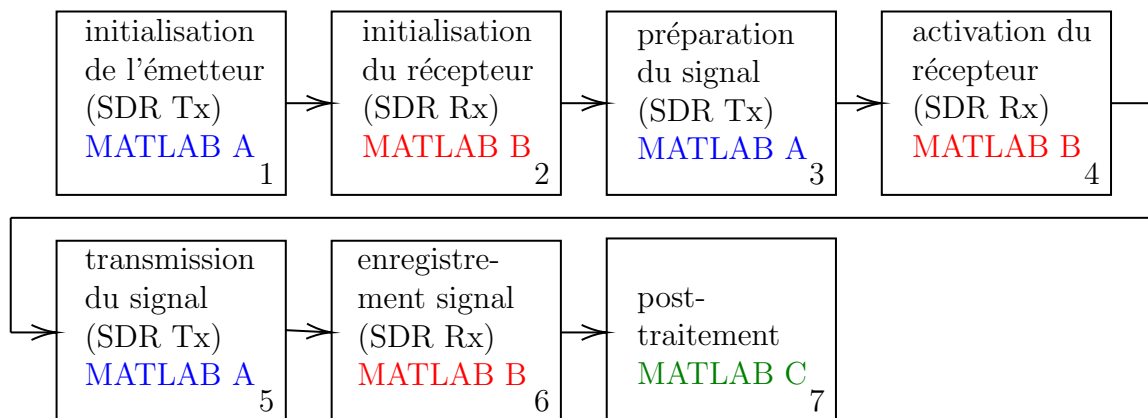 initialisation
de l'émetteur
(SDR Tx)
MATLAB A
1
initialisation
du récepteur
(SDR Rx)
MATLAB B
2
préparation
du signal
(SDR Tx)
MATLAB A
3
activation du
récepteur
(SDR Rx)
MATLAB B
4
transmission
du signal
(SDR Tx)
MATLAB A
5
enregistre-
ment signal
(SDR Rx)
MATLAB B
6
post-
traitement
MATLAB C
7